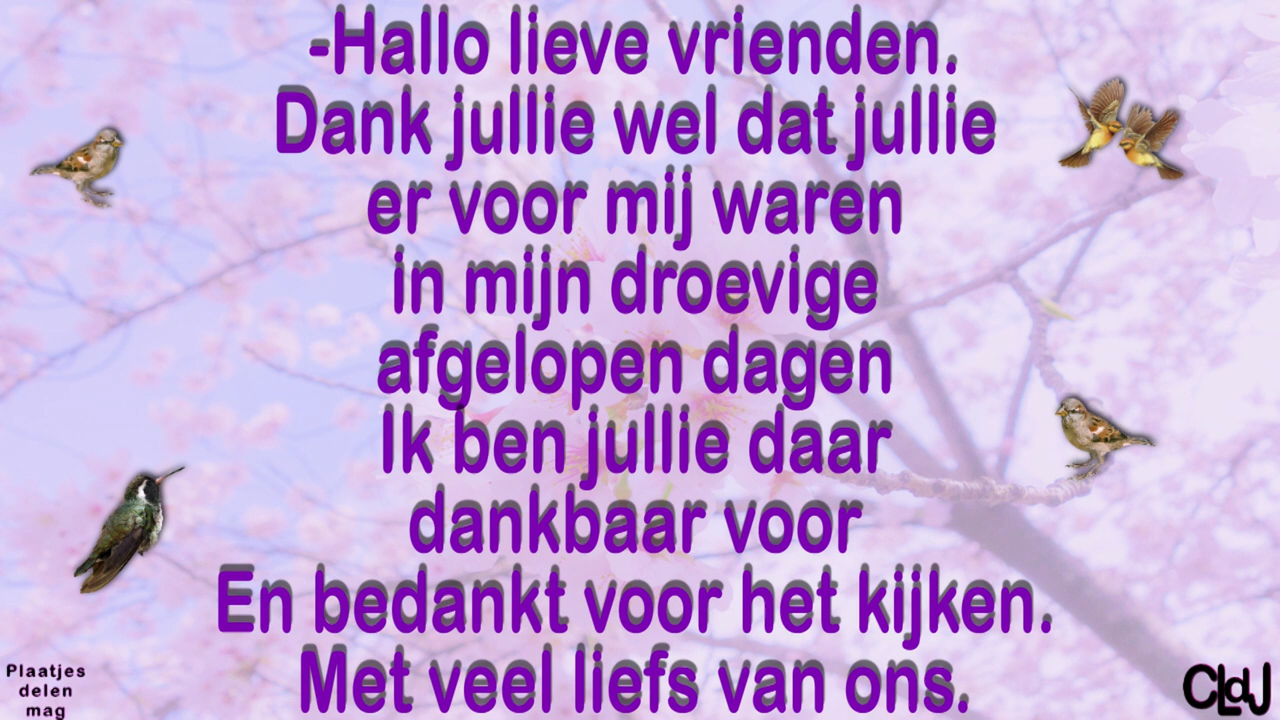 -Hallo lieve vrienden.
Dank jullie wel dat jullie
er voor mij waren
in mijn droevige
afgelopen dagen
Ik ben jullie daar
dankbaar voor
En bedankt voor het kijken.
Met veel liefs van ons.
Plaatjes
delen
mag
CLdJ